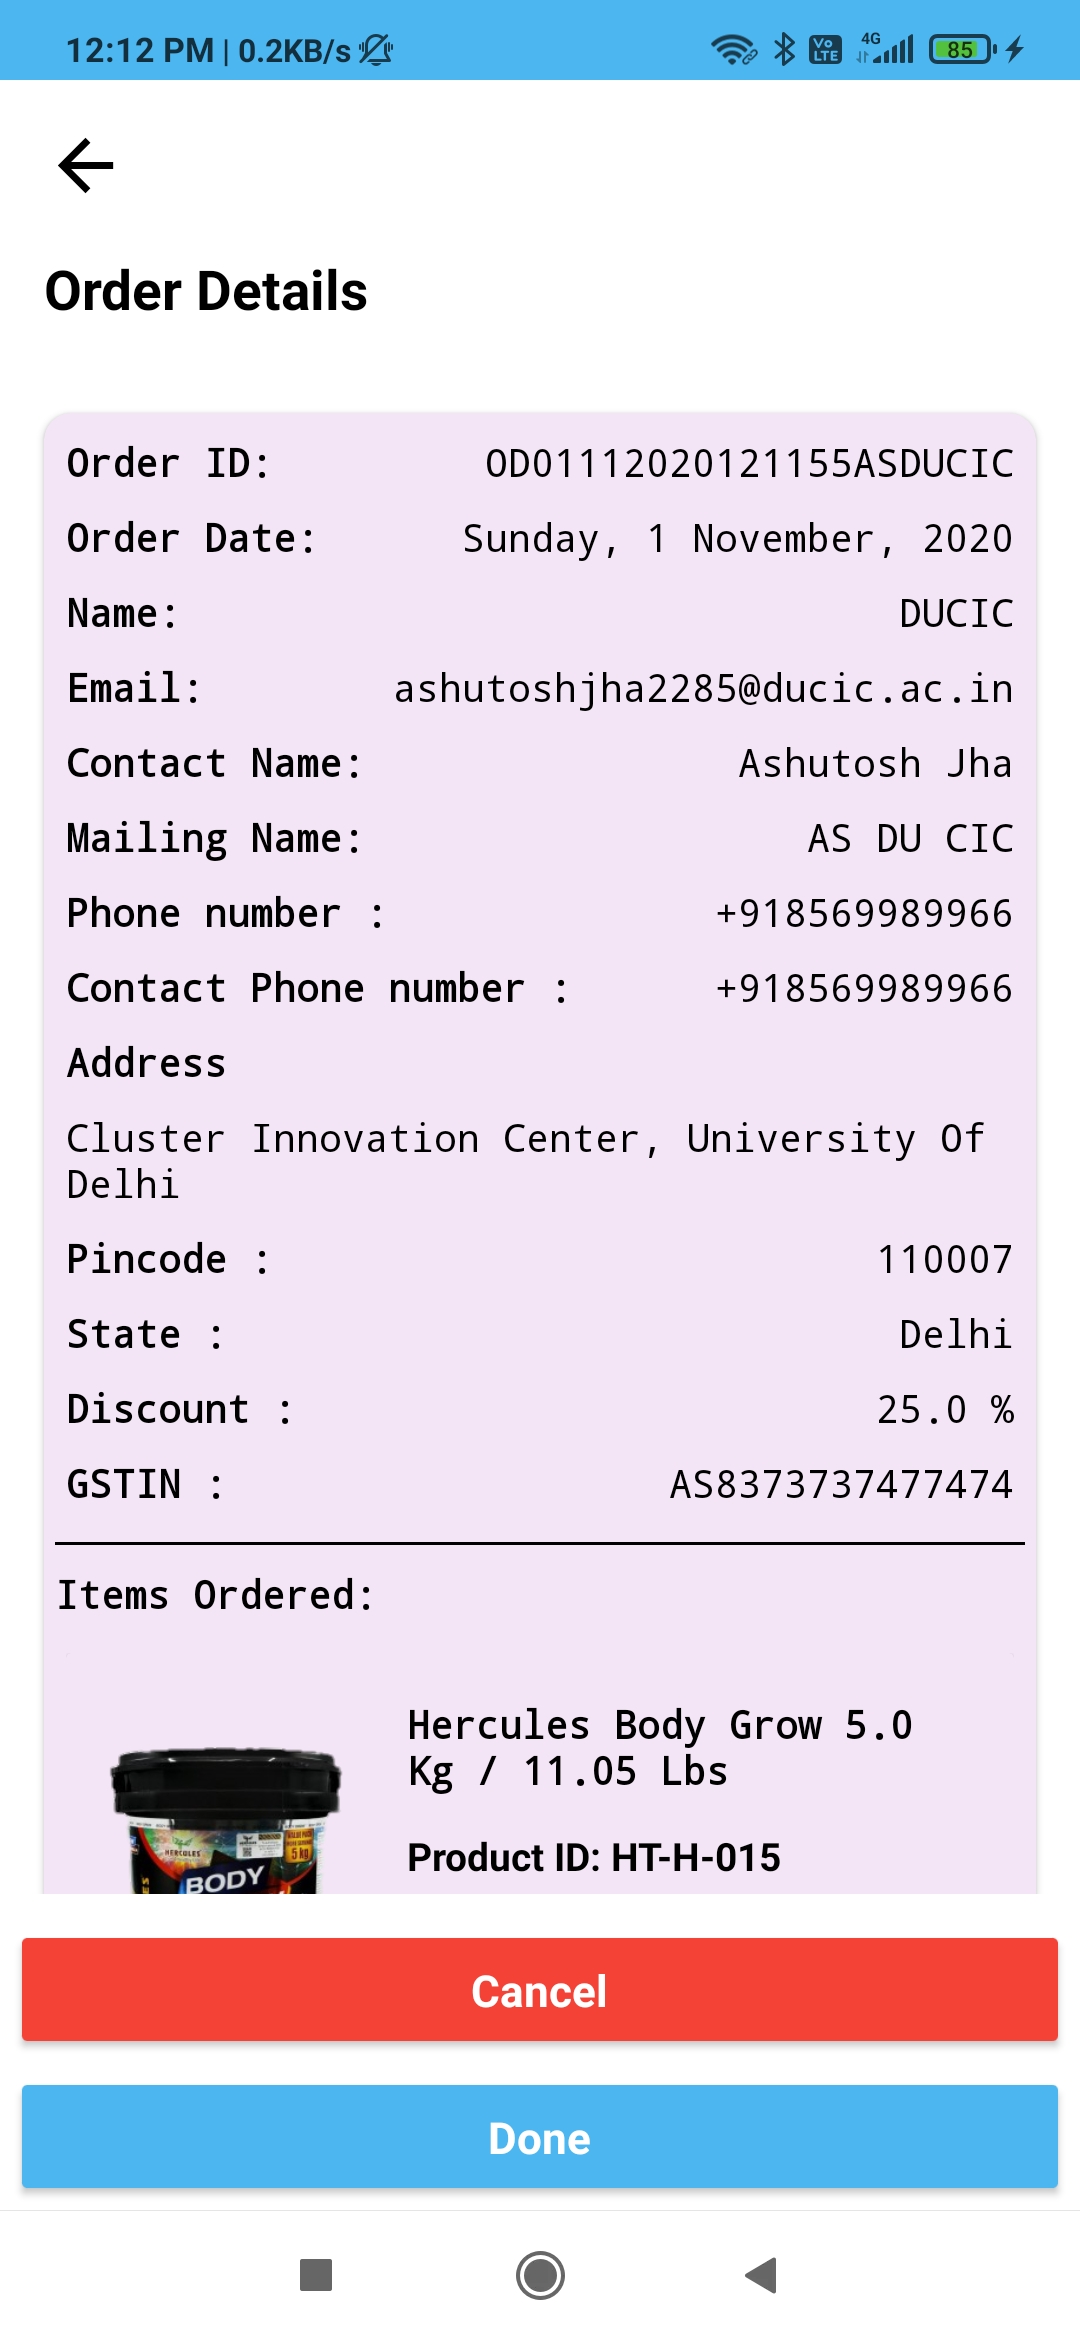 12:12 PM | 0.2KB/s
Vo LTE
4G
85
Order Details
Order ID: OD01112020121155ASDUCIC
Order Date: Sunday, 1 November, 2020
Name: DUCIC
Email: ashutoshjha2285@ducic.ac.in
Contact Name: Ashutosh Jha
Mailing Name: AS DU CIC
Phone number : +918569989966
Contact Phone number : +918569989966
Address
Cluster Innovation Center, University Of
Delhi
Pincode : 110007
State : Delhi
Discount : 25.0 %
GSTIN : AS8373737477474
Items Ordered:
Hercules Body Grow 5.0
Kg / 11.05 Lbs
Product ID: HT-H-015
HERCULES
5 kg
BODY
Cancel
Done